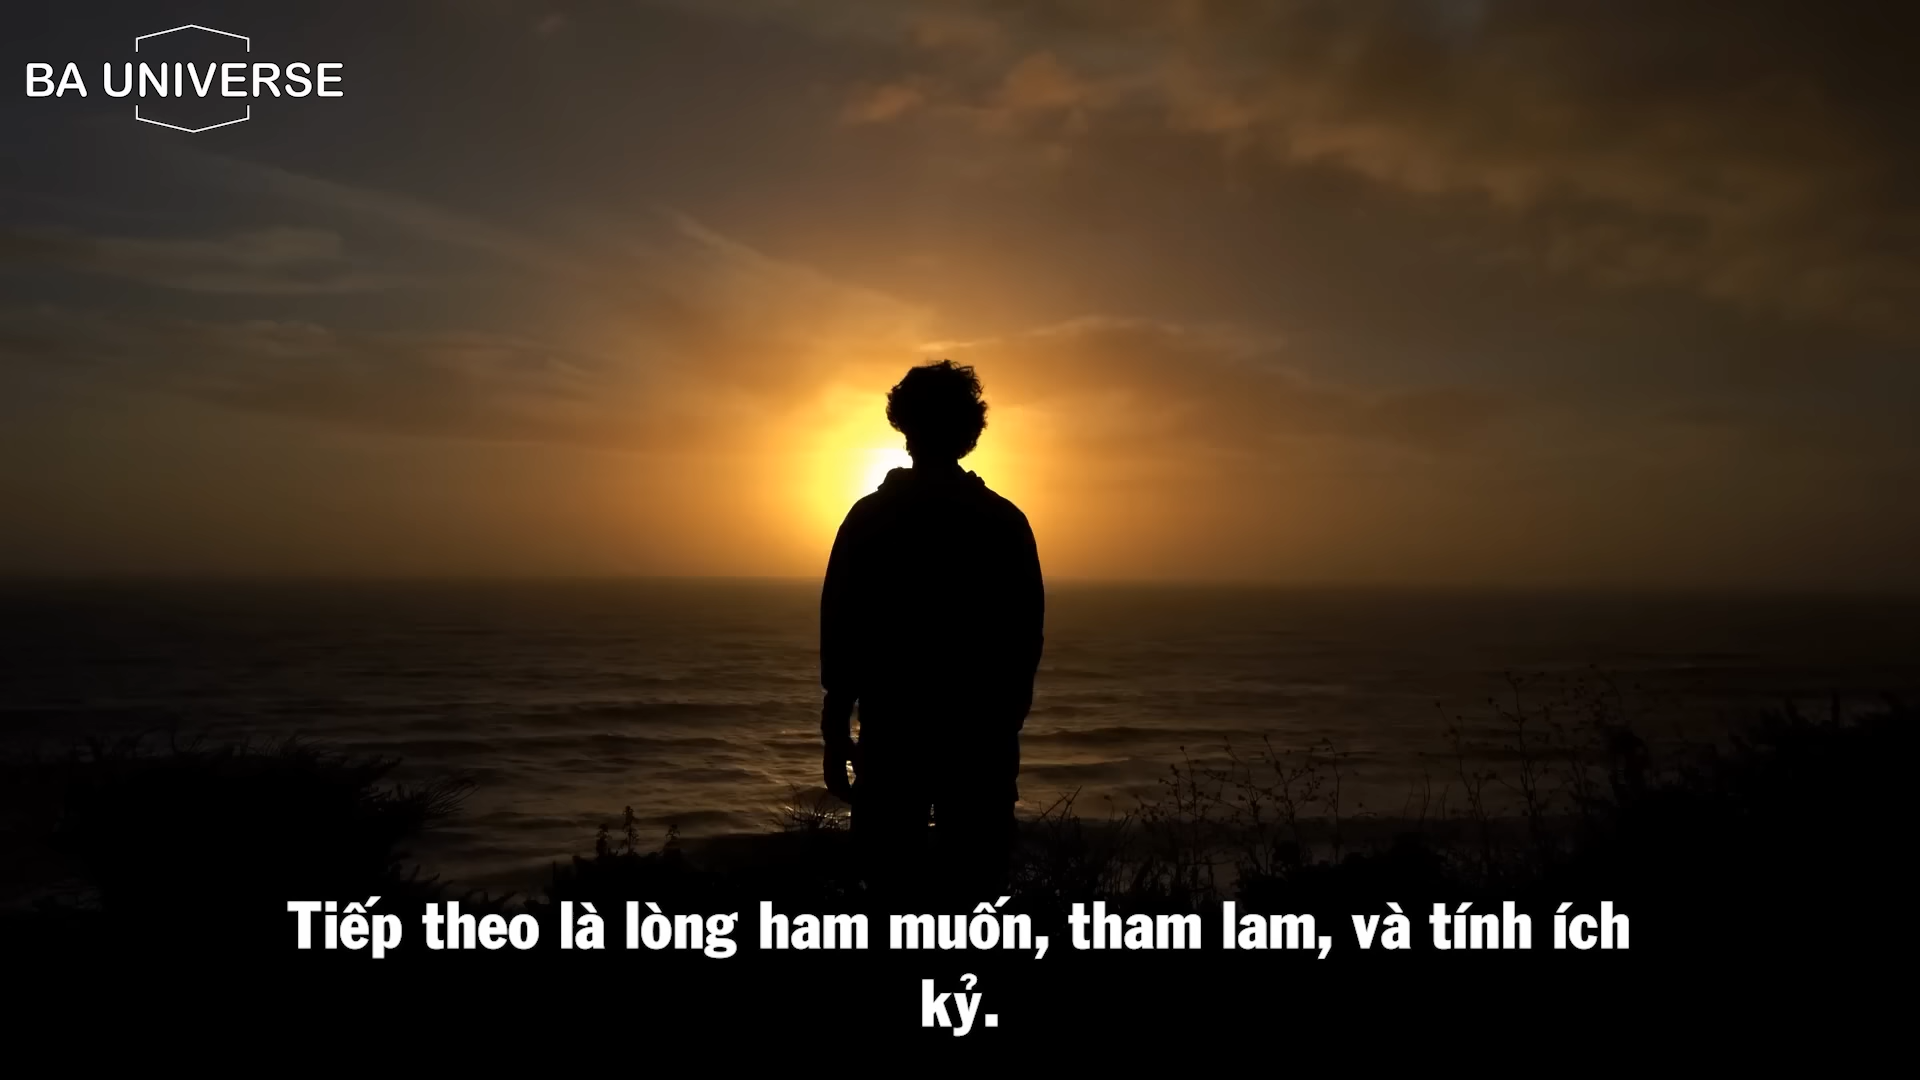 BA UNIVERSE
Tiếp theo là lòng ham muốn, tham lam, và tính ích
kỷ.